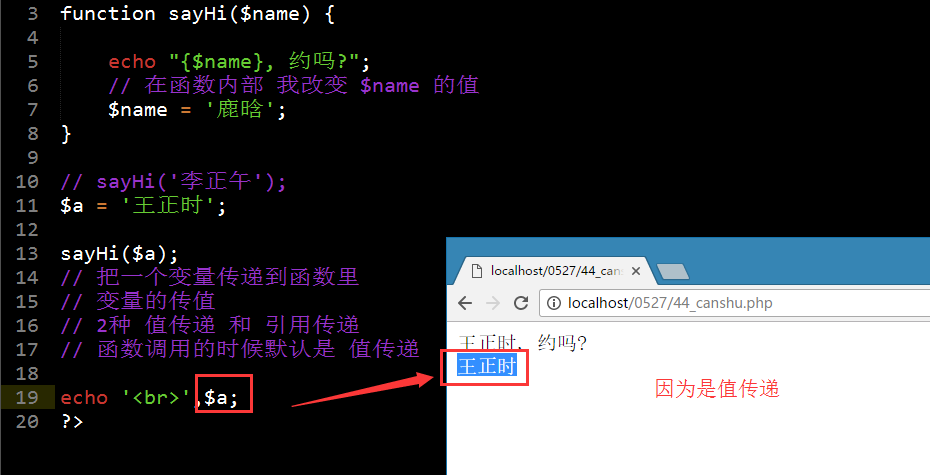 3 function sayHi($name) {
4
5 echo "{$name}, 约吗?";
6 // 在函数内部 我改变 $name 的值
7 $name = '鹿晗';
8 }
9
10 // sayHi('李正午');
11 $a = '王正时';
12
13 sayHi($a);
14 // 把一个变量传递到函数里
15 // 变量的传值
16 // 2种 值传递 和 引用传递
17 // 函数调用的时候默认是 值传递
18
19 echo '<br>',$a;
20 ?>
localhost/0527/44_can
localhost/0527/44_canshu.php
王正时, 约吗?
王正时
因为是值传递